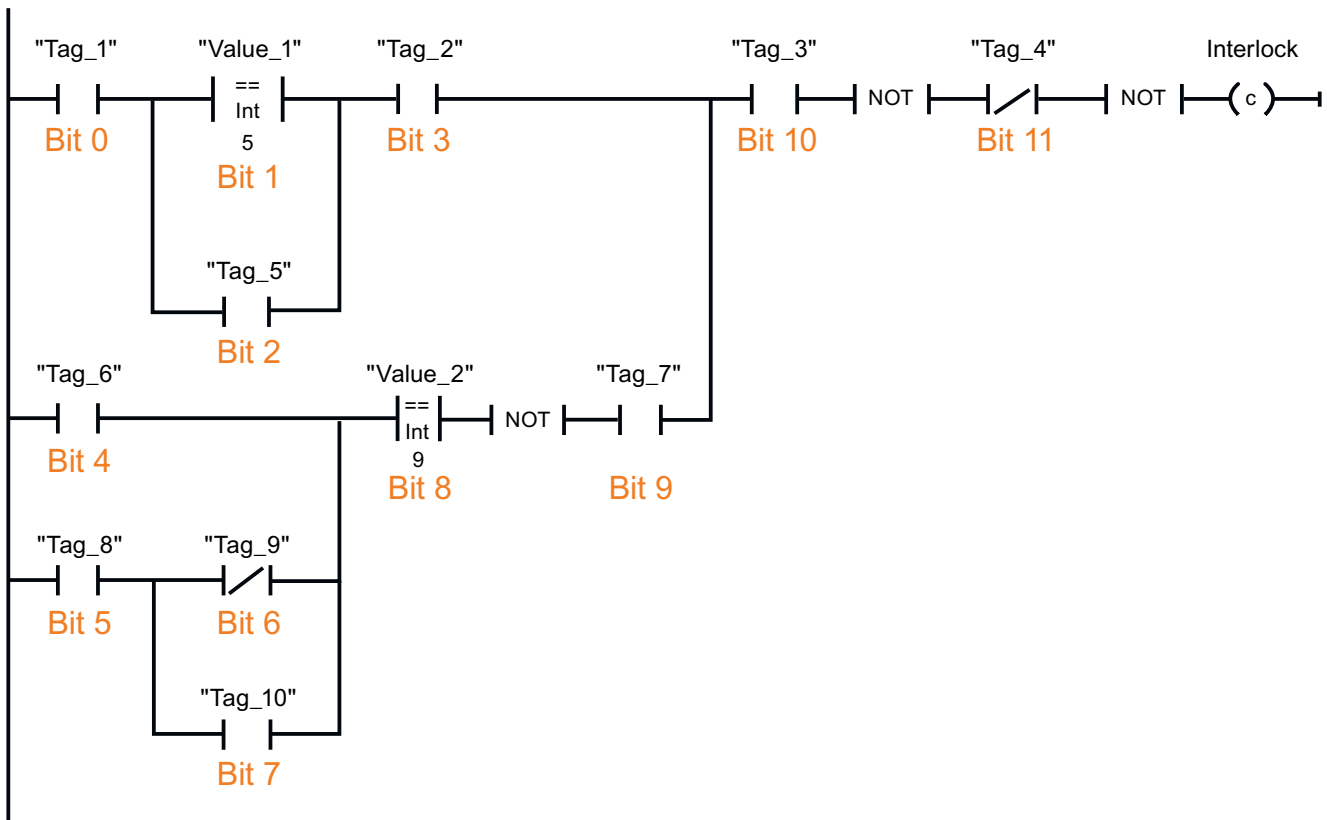 "Tag_1" "Value_1" "Tag_2" "Tag_3" "Tag_4" Interlock
==
Int NOT NOT c
5
Bit 0 Bit 3 Bit 10 Bit 11
Bit 1
"Tag_5"
Bit 2
"Tag_6" "Value_2" "Tag_7"
==
Int NOT
9
Bit 4
Bit 8 Bit 9
"Tag_8" "Tag_9"
Bit 5 Bit 6
"Tag_10"
Bit 7